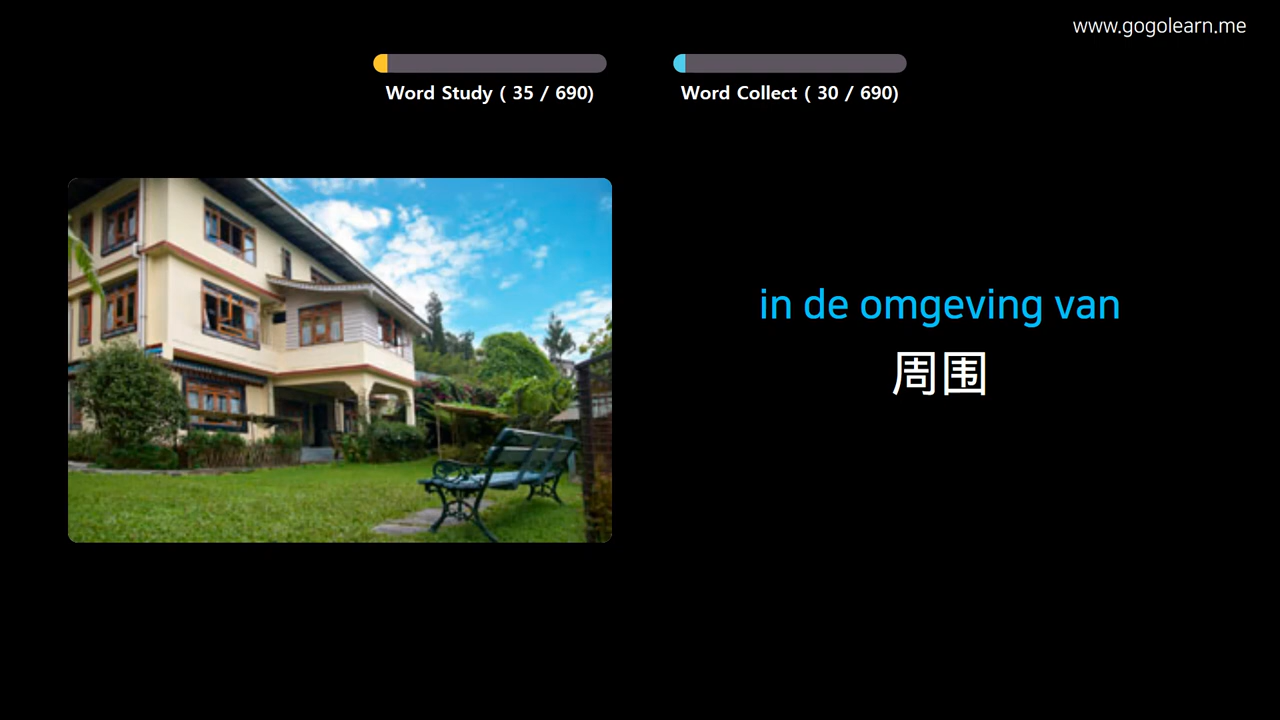 www.gogolearn.me
Word Study ( 35 / 690)
Word Collect ( 30 / 690)
in de omgeving van
周围